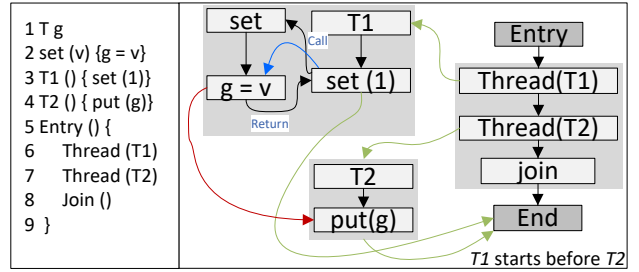 1 T g
2 set (v) {g = v}
3 T1 () { set (1)}
4 T2 () { put (g)}
5 Entry () {
6 Thread (T1)
7 Thread (T2)
8 Join ()
9 }
set
T1
Call
g = v
set (1)
Return
T2
put(g)
Entry
Thread(T1)
Thread(T2)
join
End
T1 starts before T2